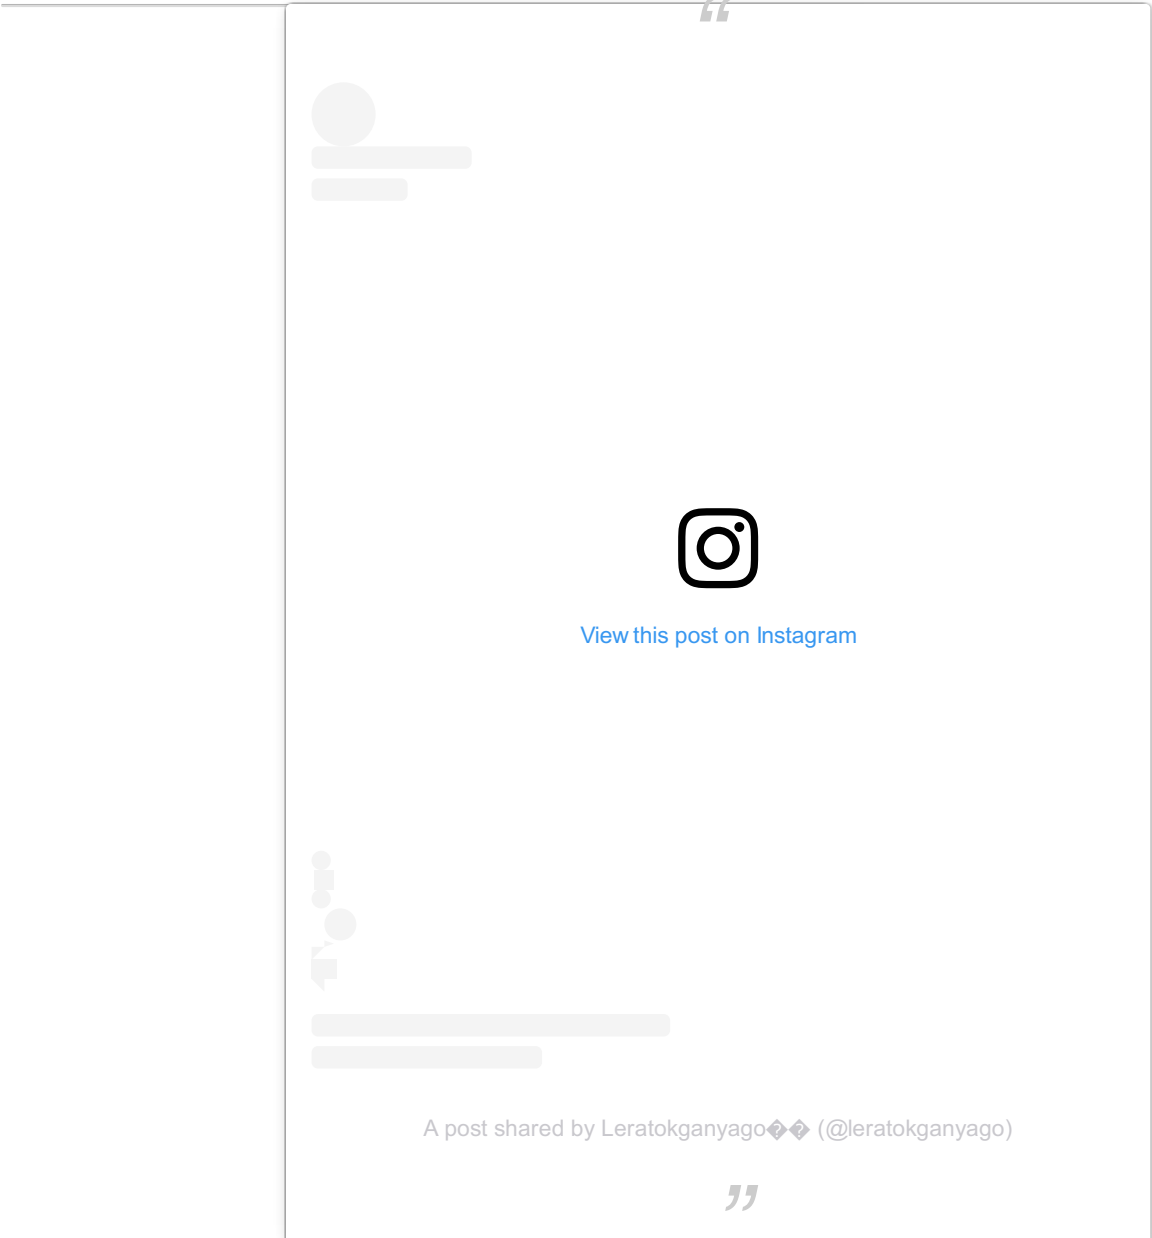 “
View this post on Instagram
A post shared by Leratokganyago�� (@leratokganyago)
”